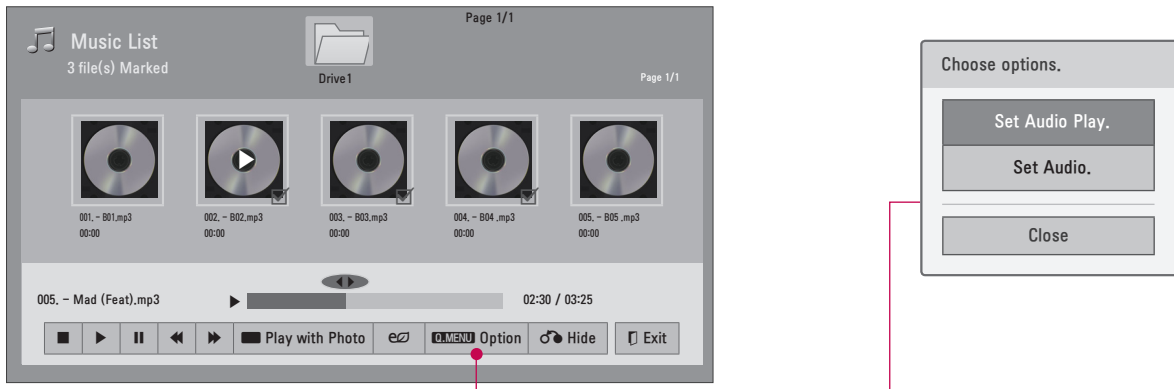 Page 1/1
Music List
3 file(s) Marked
Drive1
Page 1/1
001. - B01.mp3
00:00
002. - B02.mp3
00:00
003. - B03.mp3
00:00
004. - B04 .mp3
00:00
005. - B05 .mp3
00:00
005. - Mad (Feat).mp3
02:30 / 03:25
Play with Photo
Q.MENU Option
Hide
Exit
Choose options.
Set Audio Play.
Set Audio.
Close